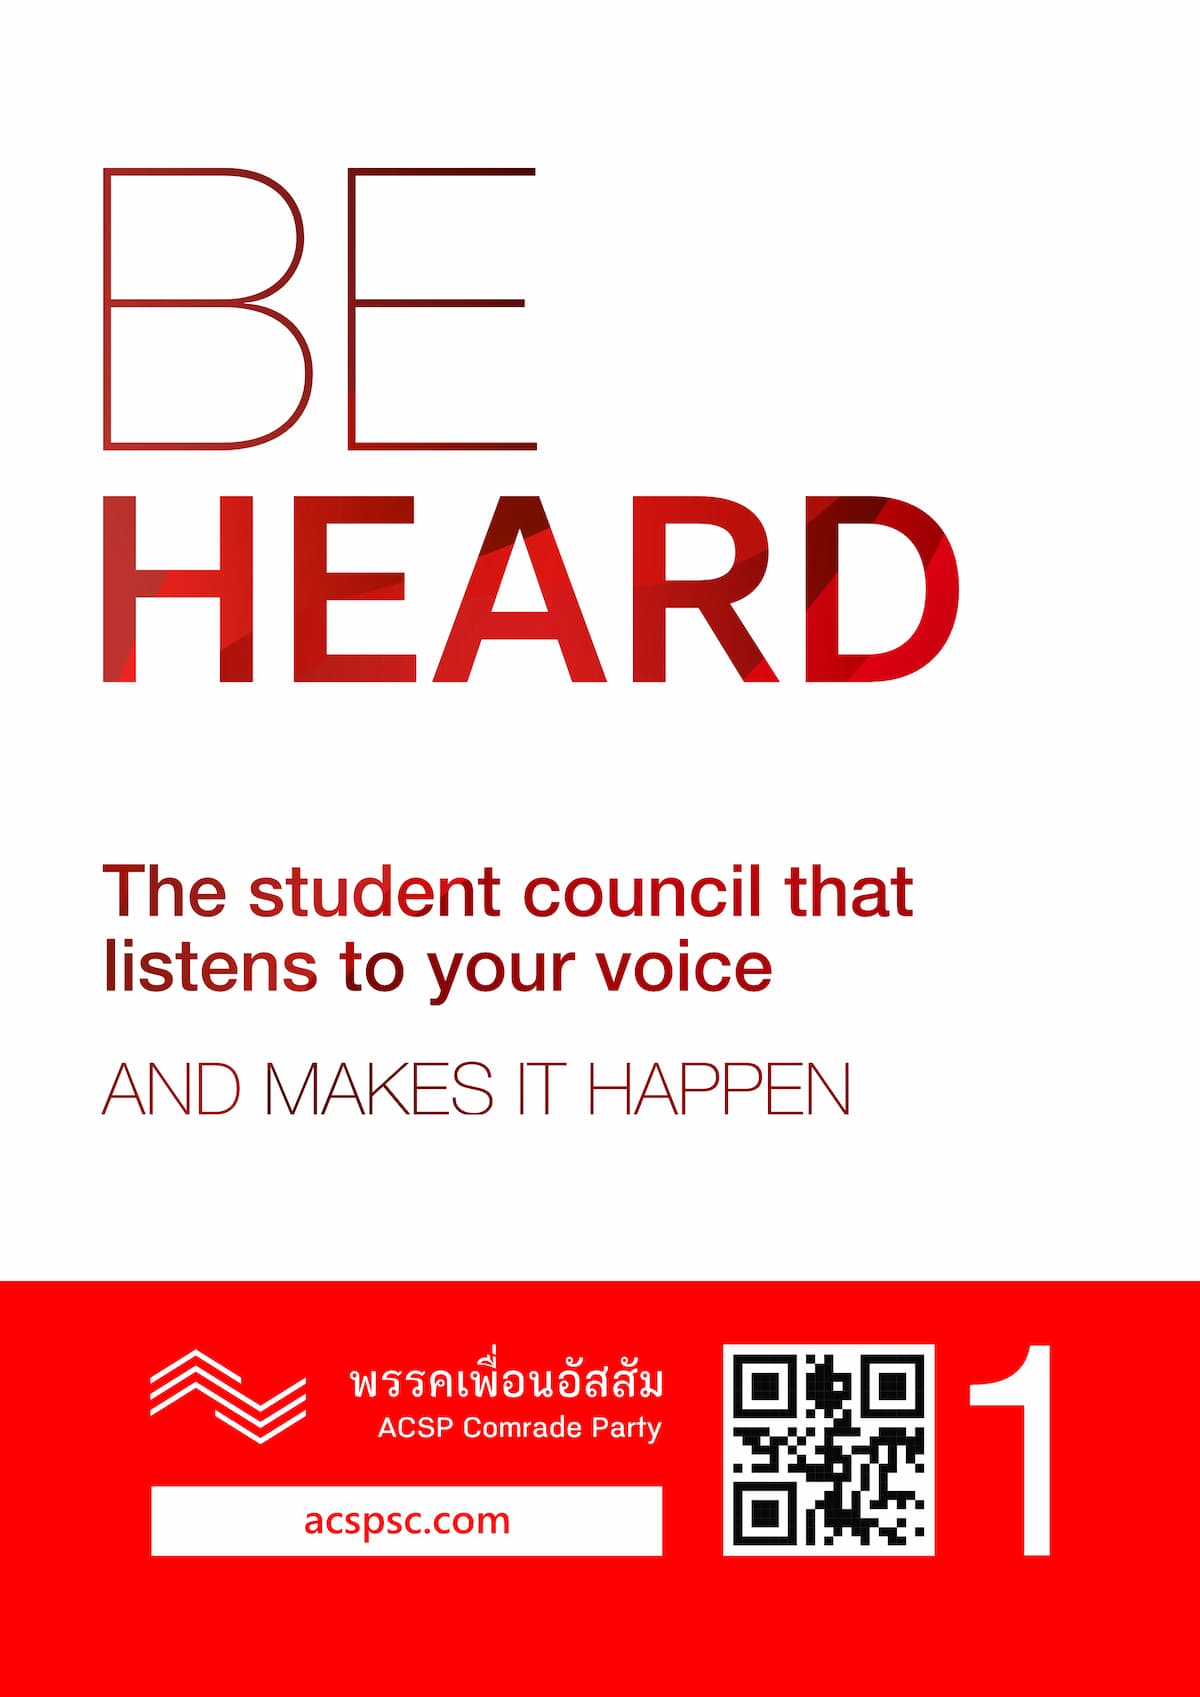 BE
HEARD
The student council that
listens to your voice
AND MAKES IT HAPPEN
พรรคเพื่อนอัสสัม
ACSP Comrade Party
acspsc.com
1